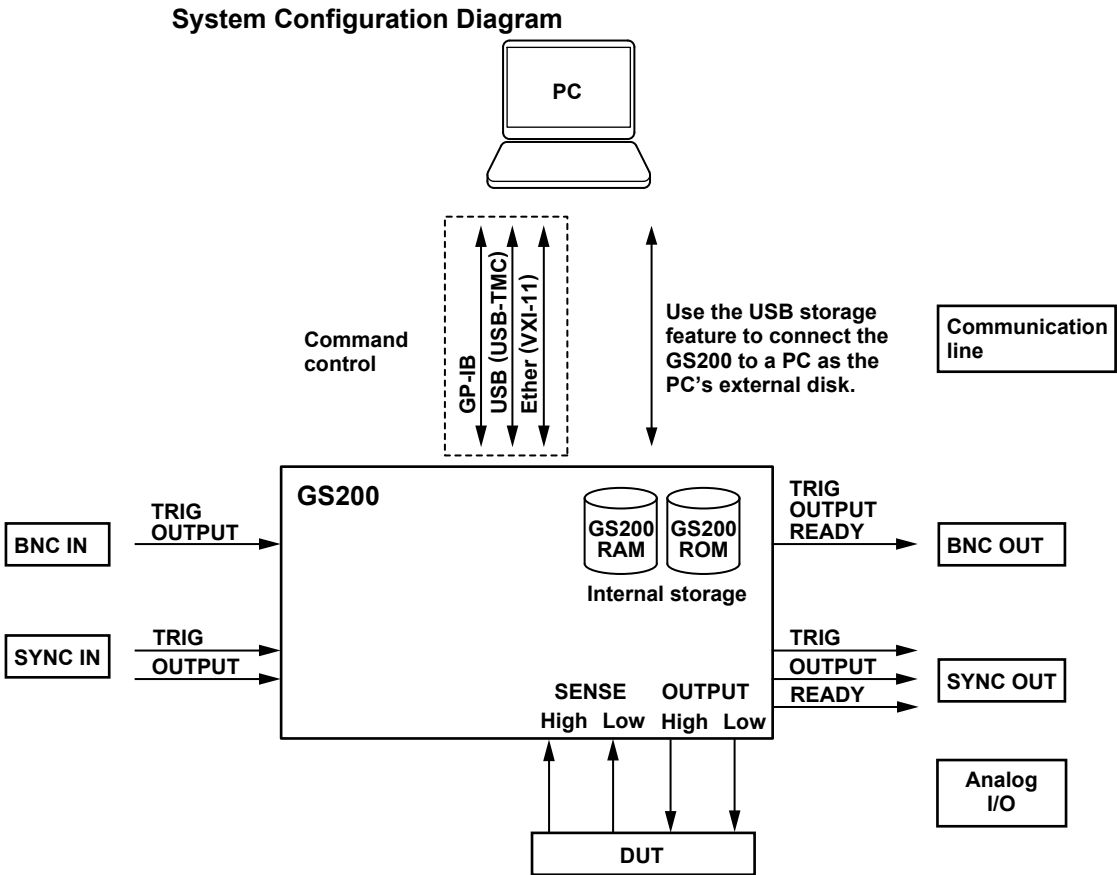 System Configuration Diagram
PC
Command
control
GP-IB
USB (USB-TMC)
Ether (VXI-11)
Use the USB storage
feature to connect the
GS200 to a PC as the
PC's external disk.
Communication
line
GS200
GS200
RAM
GS200
ROM
Internal storage
BNC IN
TRIG
OUTPUT
TRIG
OUTPUT
READY
BNC OUT
SYNC IN
TRIG
OUTPUT
TRIG
OUTPUT
READY
SYNC OUT
SENSE OUTPUT
High Low High Low
Analog
I/O
DUT